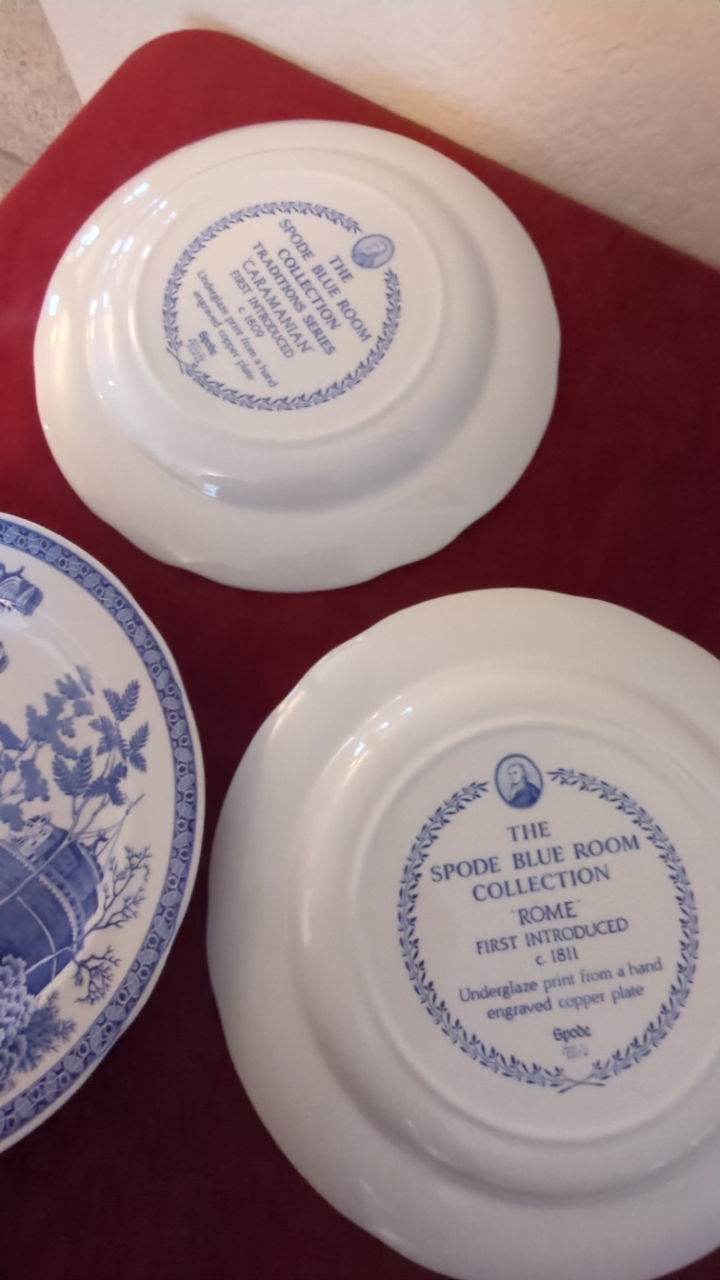 THE
SPODE BLUE ROOM
COLLECTION
TRADITIONS SERIES
'CARAMANIAN'
FIRST INTRODUCED
c. 1809
Underglaze print from a hand
engraved copper plate
Spode
THE
SPODE BLUE ROOM
COLLECTION
'ROME'
FIRST INTRODUCED
c. 1811
Underglaze print from a hand
engraved copper plate
Spode